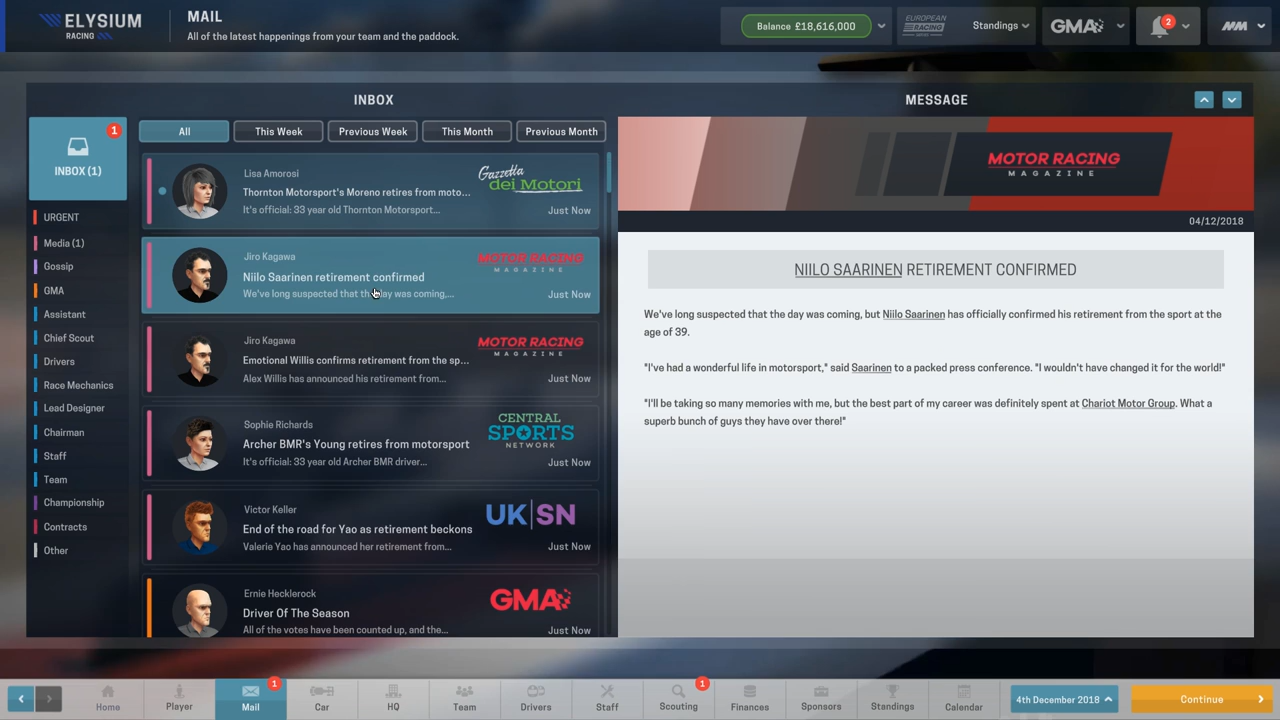 ELYSIUM
RACING
MAIL
All of the latest happenings from your team and the paddock.
Balance £18,616,000
EUROPEAN
RACING
SERIES
Standings
GMA
2
INBOX
MESSAGE
1
INBOX (1)
All
This Week
Previous Week
This Month
Previous Month
URGENT
Media (1)
Gossip
GMA
Assistant
Chief Scout
Drivers
Race Mechanics
Lead Designer
Chairman
Staff
Team
Championship
Contracts
Other
Lisa Amorosi
Thornton Motorsport's Moreno retires from moto...
It's official: 33 year old Thornton Motorsport...
Gazzetta
dei Motori
Just Now
Jiro Kagawa
Niilo Saarinen retirement confirmed
We've long suspected that the day was coming,...
MOTOR RACING
MAGAZINE
Just Now
Jiro Kagawa
Emotional Willis confirms retirement from the sp...
Alex Willis has announced his retirement from...
MOTOR RACING
MAGAZINE
Just Now
Sophie Richards
Archer BMR's Young retires from motorsport
It's official: 33 year old Archer BMR driver...
CENTRAL
SPORTS
NETWORK
Just Now
Victor Keller
End of the road for Yao as retirement beckons
Valerie Yao has announced her retirement from...
UK|SN
Just Now
Ernie Hecklerock
Driver Of The Season
All of the votes have been counted up, and the...
GMA
Just Now
MOTOR RACING
MAGAZINE
04/12/2018
NIILO SAARINEN RETIREMENT CONFIRMED
We've long suspected that the day was coming, but Niilo Saarinen has officially confirmed his retirement from the sport at the
age of 39.
"I've had a wonderful life in motorsport," said Saarinen to a packed press conference. "I wouldn't have changed it for the world!"
"I'll be taking so many memories with me, but the best part of my career was definitely spent at Chariot Motor Group. What a
superb bunch of guys they have over there!"
Home
Player
1
Mail
Car
HQ
Team
Drivers
Staff
1
Scouting
Finances
Sponsors
Standings
Calendar
4th December 2018
Continue